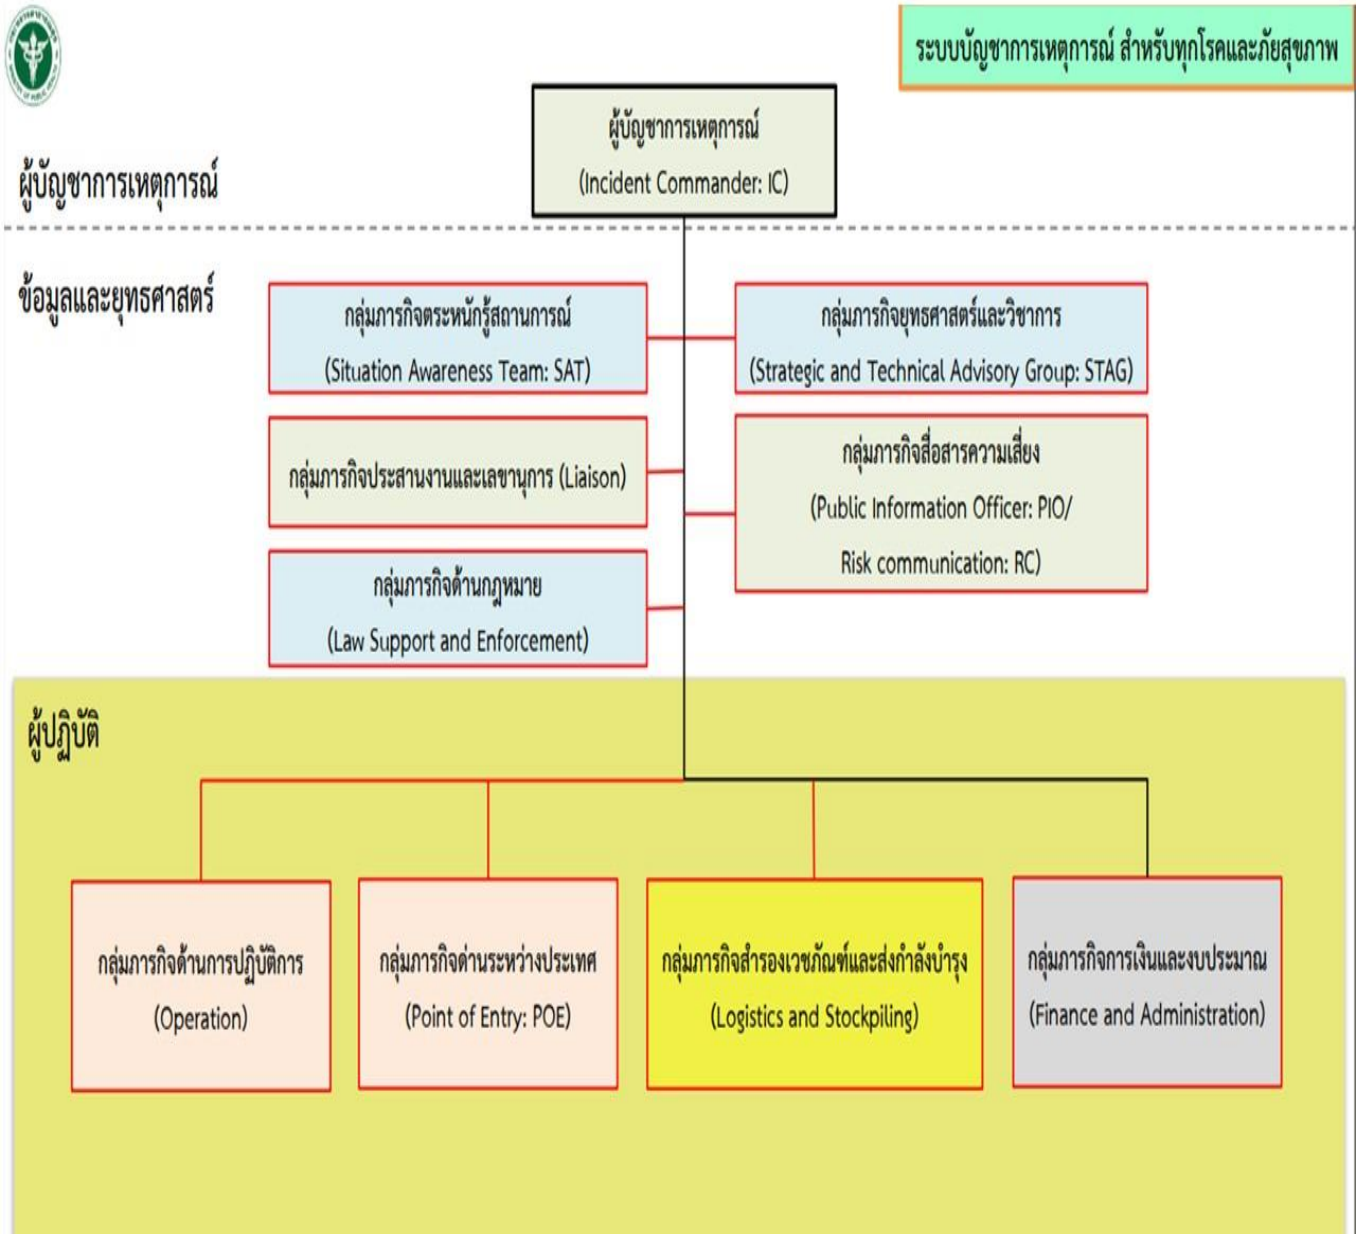 ระบบบัญชาการเหตุการณ์ สำหรับทุกโรคและภัยสุขภาพ
ผู้บัญชาการเหตุการณ์
(Incident Commander: IC)
ผู้บัญชาการเหตุการณ์
ข้อมูลและยุทธศาสตร์
กลุ่มภารกิจตระหนักรู้สถานการณ์
(Situation Awareness Team: SAT)
กลุ่มภารกิจยุทธศาสตร์และวิชาการ
(Strategic and Technical Advisory Group: STAG)
กลุ่มภารกิจประสานงานและเลขานุการ (Liaison)
กลุ่มภารกิจสื่อสารความเสี่ยง
(Public Information Officer: PIO/
Risk communication: RC)
กลุ่มภารกิจด้านกฎหมาย
(Law Support and Enforcement)
ผู้ปฏิบัติ
กลุ่มภารกิจด้านการปฏิบัติการ
(Operation)
กลุ่มภารกิจด่านระหว่างประเทศ
(Point of Entry: POE)
กลุ่มภารกิจสำรองเวชภัณฑ์และส่งกำลังบำรุง
(Logistics and Stockpiling)
กลุ่มภารกิจการเงินและงบประมาณ
(Finance and Administration)